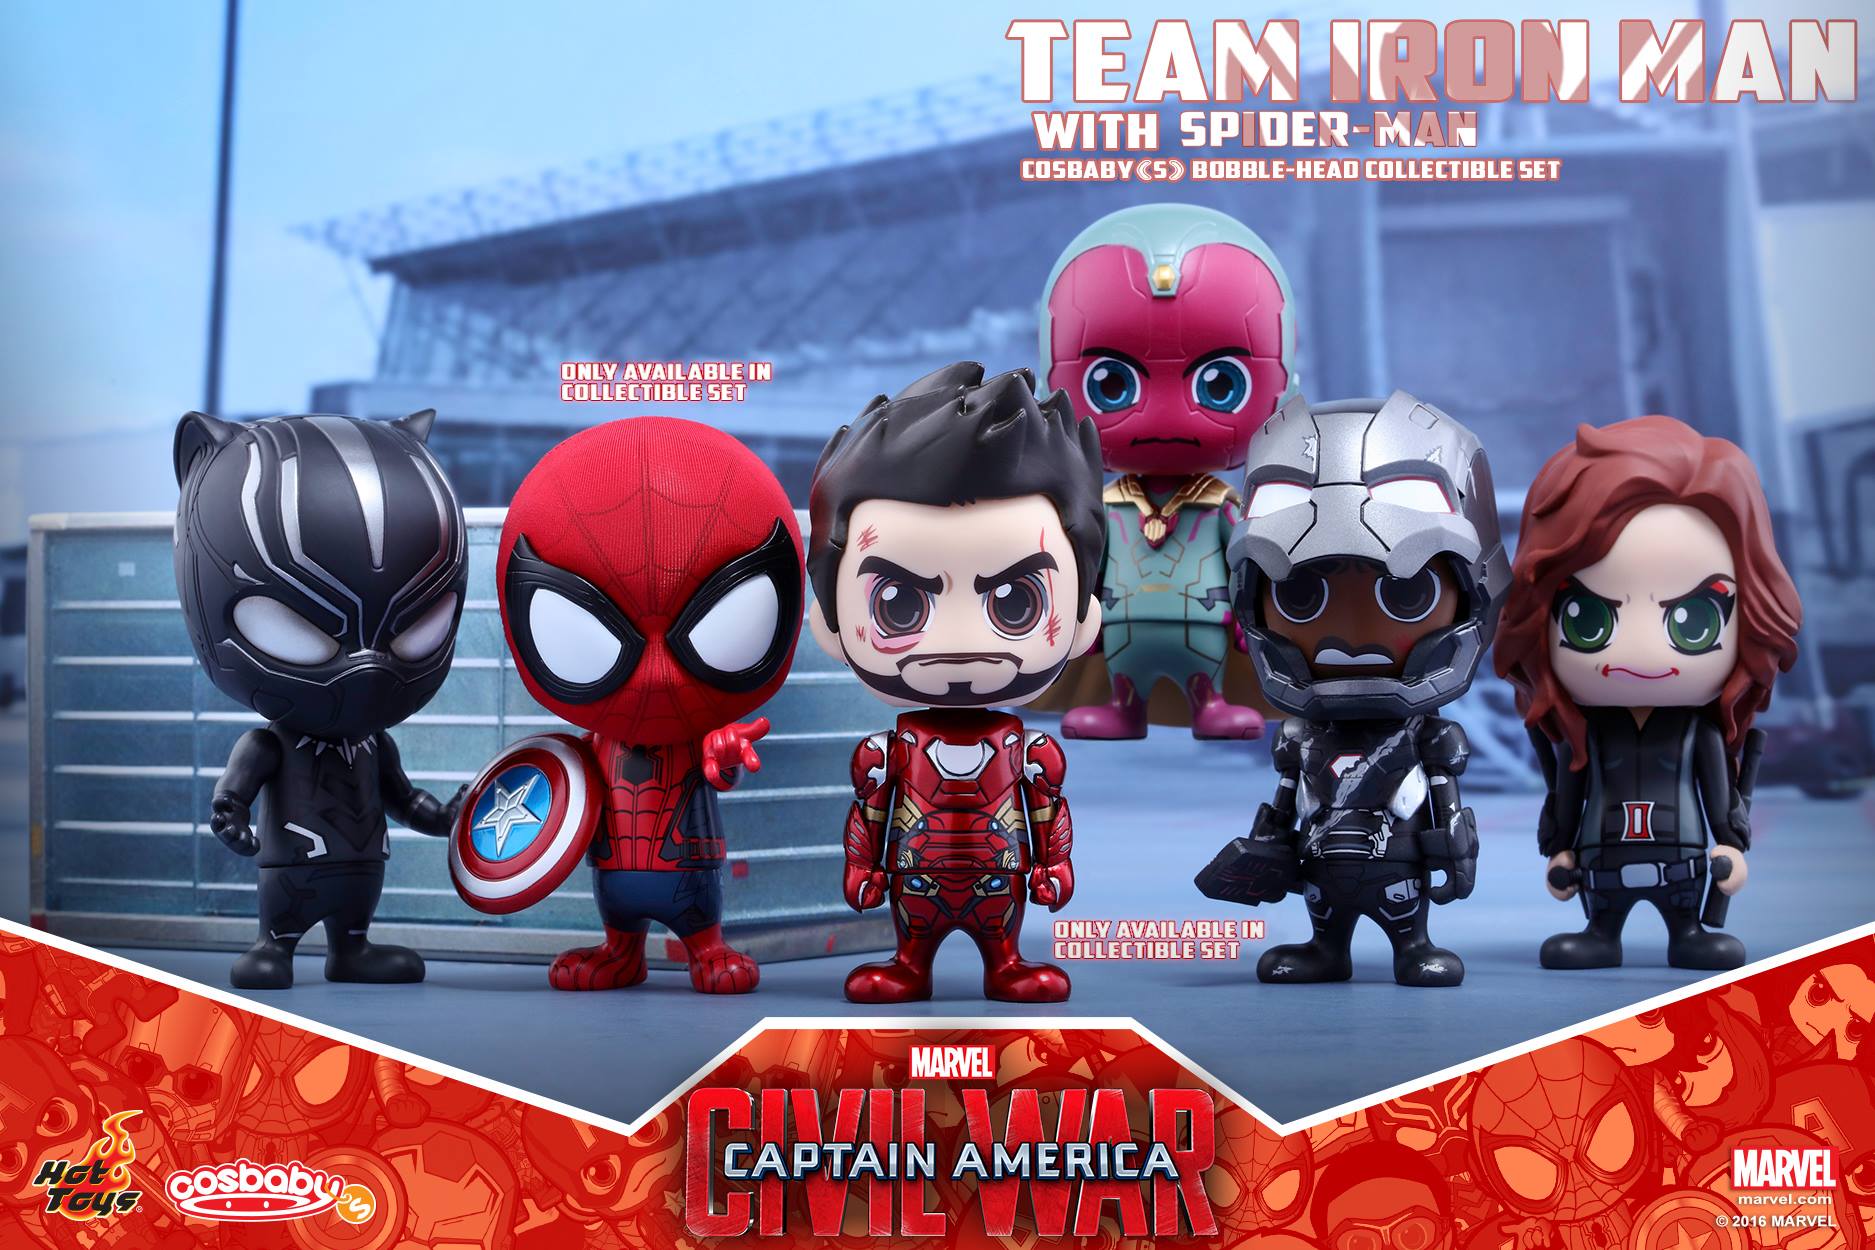 TEAM IRON MAN
WITH SPIDER-MAN
COSBABY (S) BOBBLE-HEAD COLLECTIBLE SET
ONLY AVAILABLE IN
COLLECTIBLE SET
ONLY AVAILABLE IN
COLLECTIBLE SET
MARVEL
CIVIL WAR
CAPTAIN AMERICA
Hot
Toys
cosbaby
's
MARVEL
marvel.com
© 2016 MARVEL